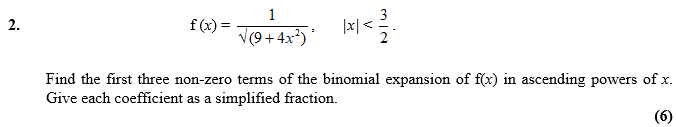 2. f (x) = 1 / √(9 + 4x²), |x| < 3/2.
Find the first three non-zero terms of the binomial expansion of f(x) in ascending powers of x.
Give each coefficient as a simplified fraction.
(6)